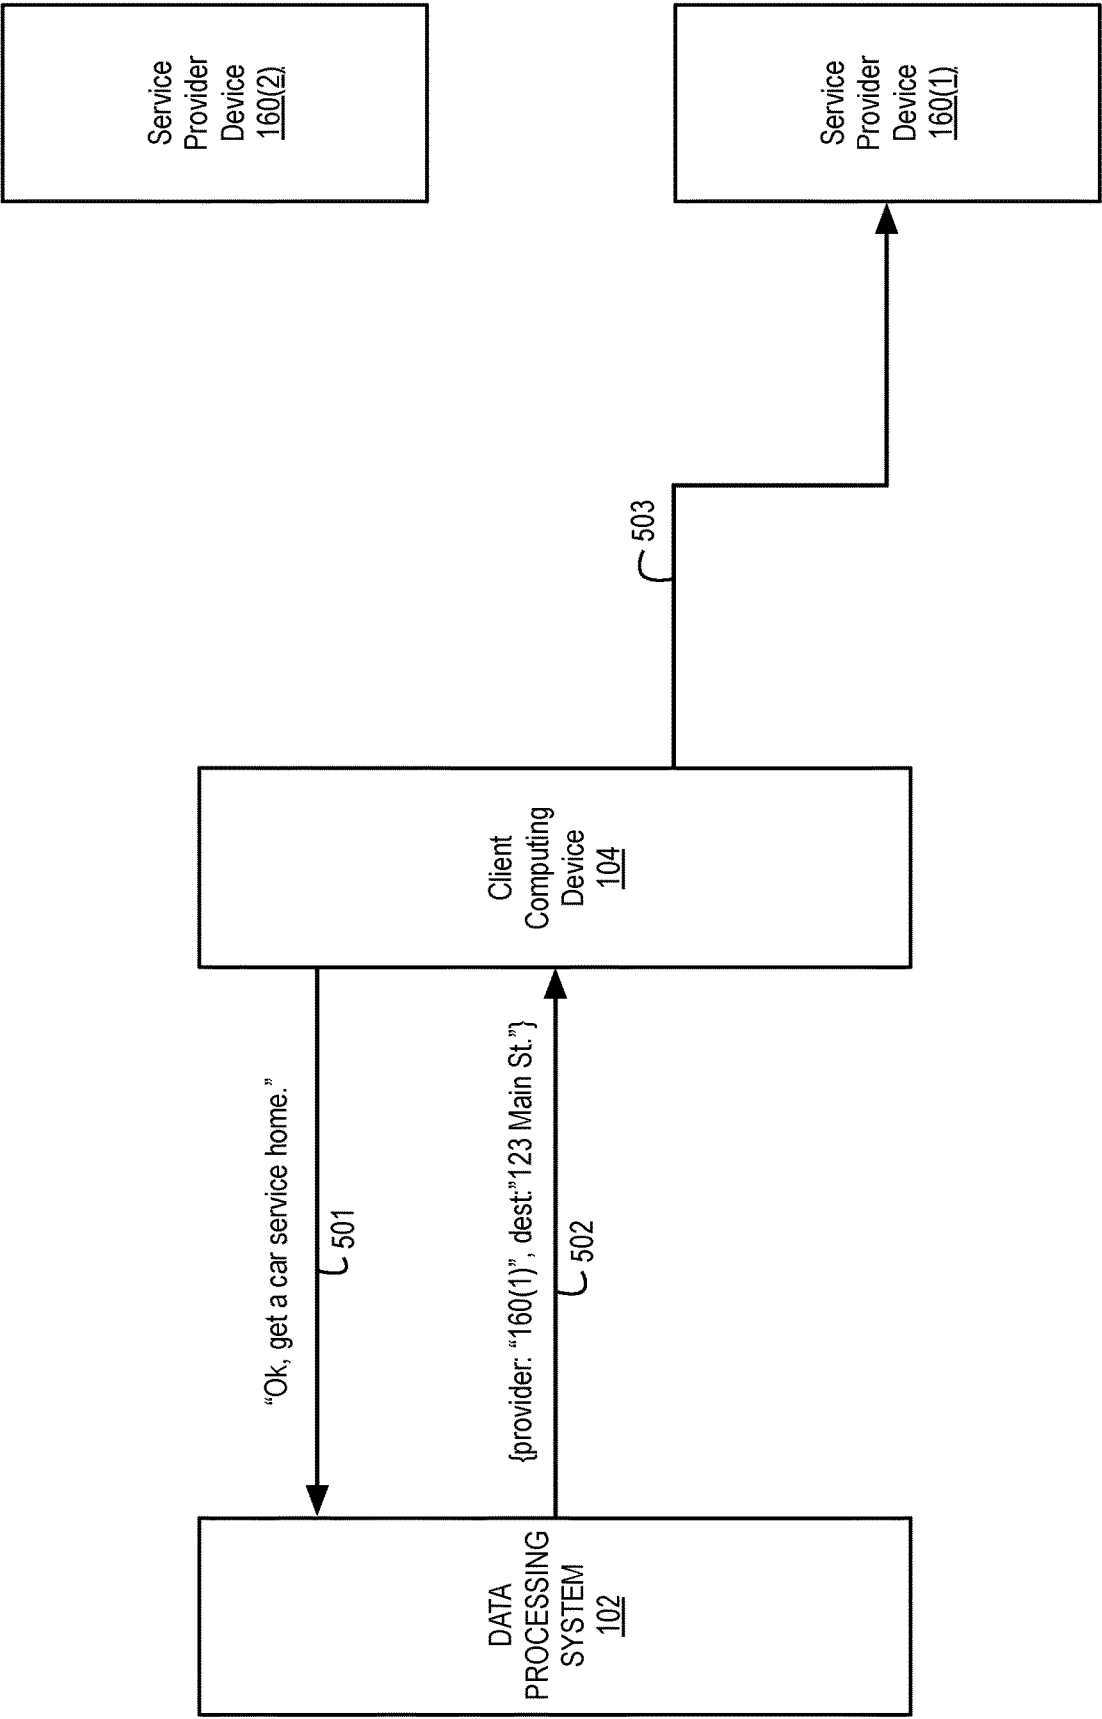 “Ok, get a car service home.”
501
{provider: “160(1)”, dest:”123 Main St.”}
502
503
DATA
PROCESSING
SYSTEM
102
Client
Computing
Device
104
Service
Provider
Device
160(2)
Service
Provider
Device
160(1)